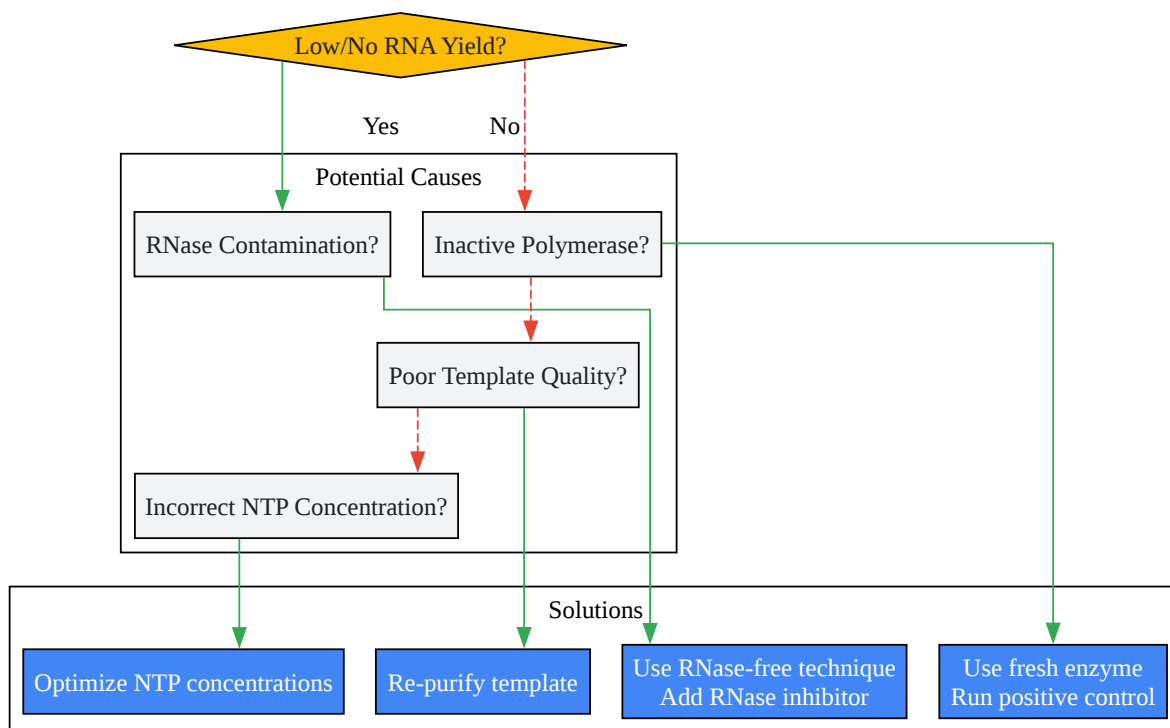 Low/No RNA Yield?
Yes
No
Potential Causes
RNase Contamination?
Inactive Polymerase?
Poor Template Quality?
Incorrect NTP Concentration?
Solutions
Optimize NTP concentrations
Re-purify template
Use RNase-free technique
Add RNase inhibitor
Use fresh enzyme
Run positive control